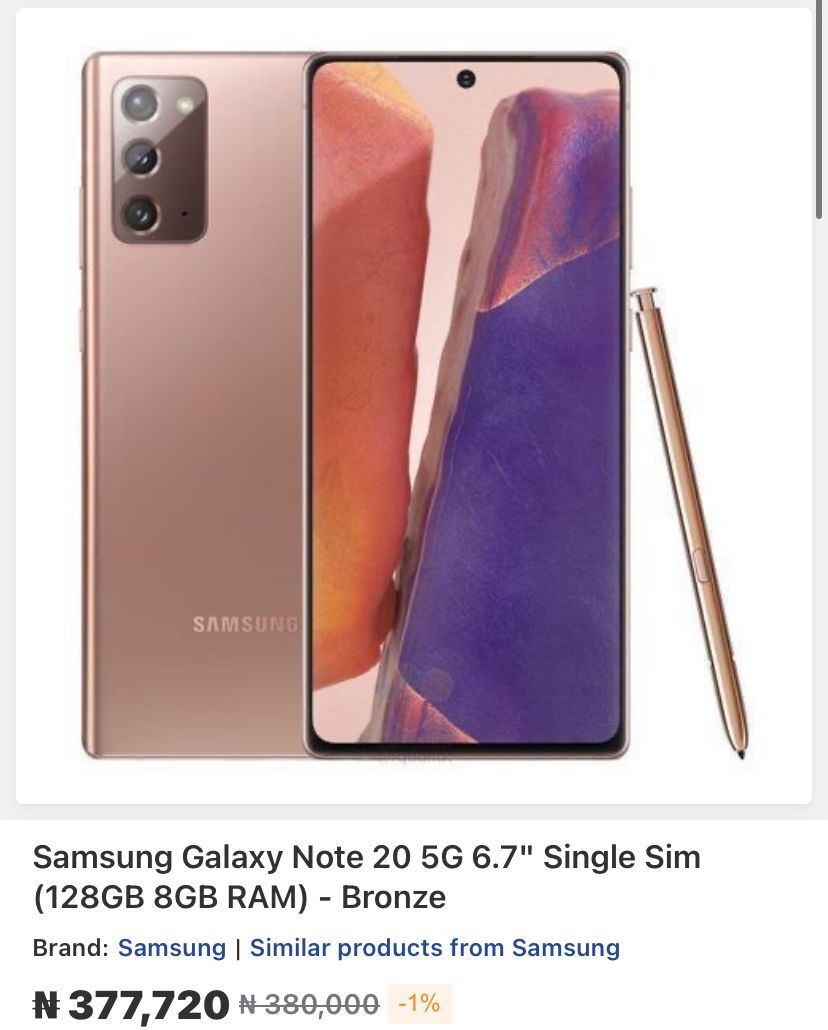 SAMSUNG
Samsung Galaxy Note 20 5G 6.7" Single Sim
(128GB 8GB RAM) - Bronze
Brand: Samsung | Similar products from Samsung
₦ 377,720 ₦ 380,000 -1%